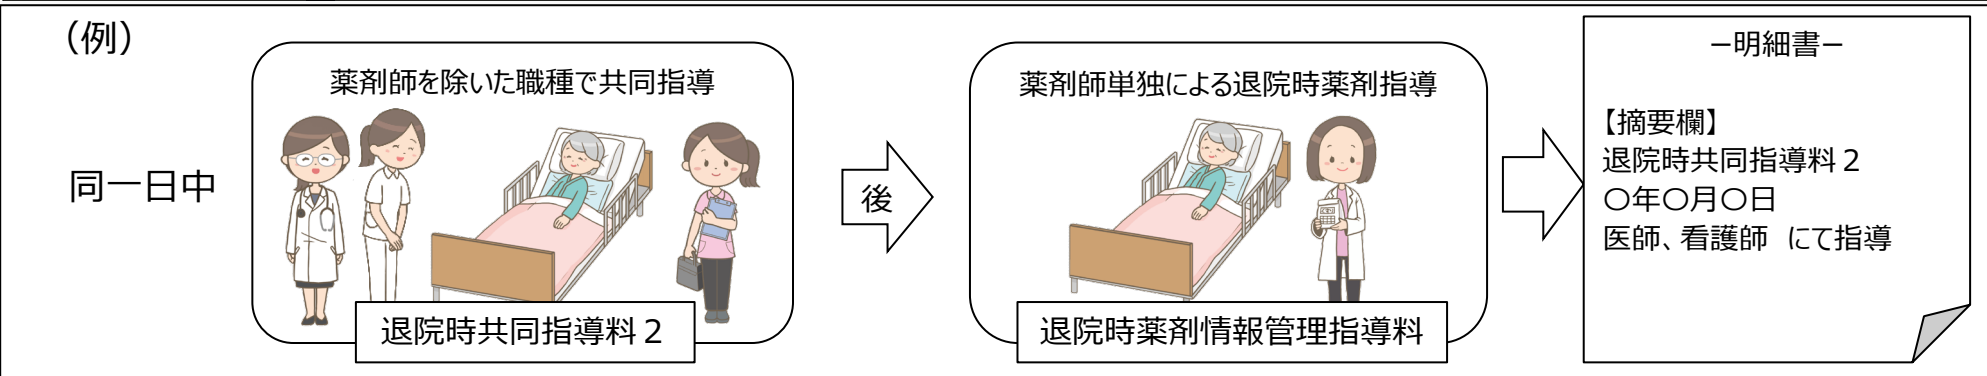 （例）
同一日中
薬剤師を除いた職種で共同指導
退院時共同指導料２
後
薬剤師単独による退院時薬剤指導
退院時薬剤情報管理指導料
－明細書－
【摘要欄】
退院時共同指導料２
〇年〇月〇日
医師、看護師　にて指導